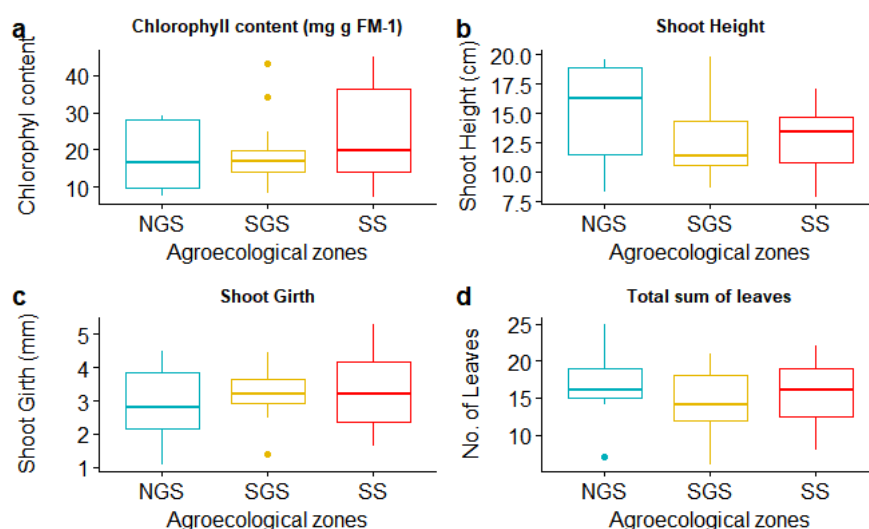 a
Chlorophyll content (mg g FM-1)
Chlorophyl content
40
30
20
10
NGS
SGS
SS
Agroecological zones
b
Shoot Height
Shoot Height (cm)
20.0
17.5
15.0
12.5
10.0
7.5
NGS
SGS
SS
Agroecological zones
c
Shoot Girth
Shoot Girth (mm)
5
4
3
2
1
NGS
SGS
SS
Agroecological zones
d
Total sum of leaves
No. of Leaves
25
20
15
10
NGS
SGS
SS
Agroecological zones